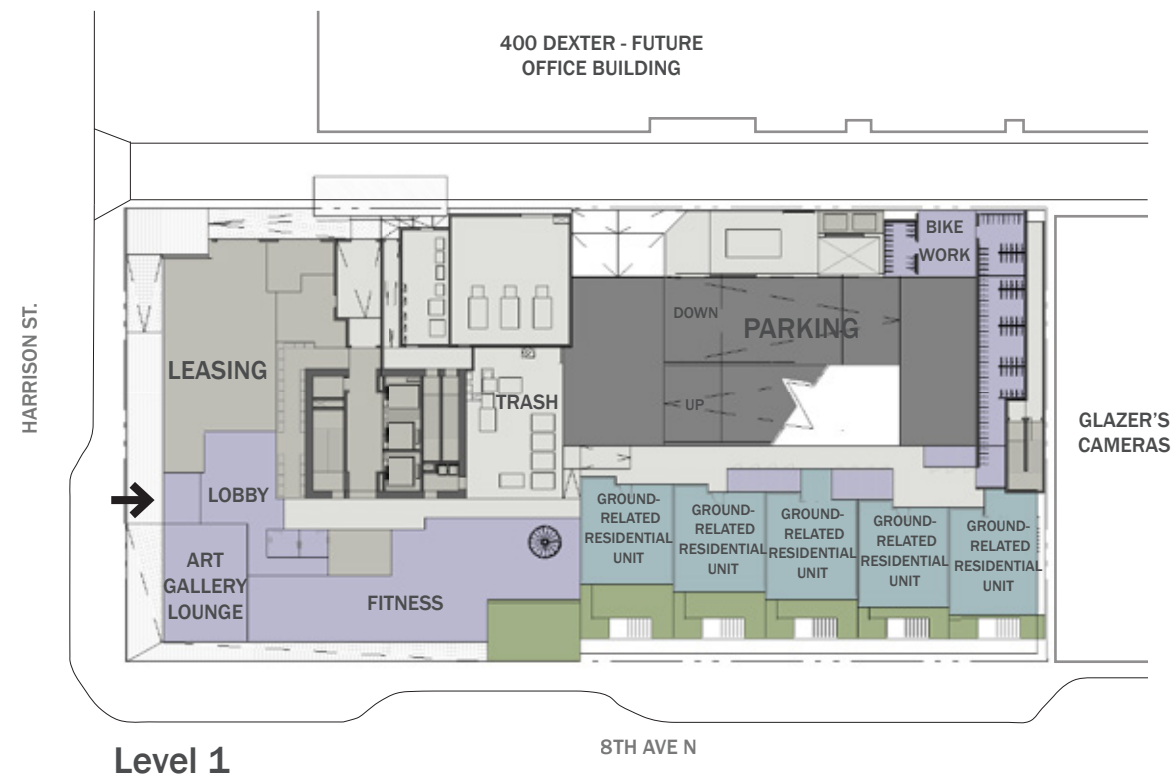 400 DEXTER - FUTURE
OFFICE BUILDING
HARRISON ST.
BIKE
WORK
DOWN
PARKING
LEASING
UP
TRASH
GLAZER'S
CAMERAS
LOBBY
GROUND-
RELATED
RESIDENTIAL
UNIT
GROUND-
RELATED
RESIDENTIAL
UNIT
GROUND-
RELATED
RESIDENTIAL
UNIT
GROUND-
RELATED
RESIDENTIAL
UNIT
GROUND-
RELATED
RESIDENTIAL
UNIT
ART
GALLERY
LOUNGE
FITNESS
8TH AVE N
Level 1